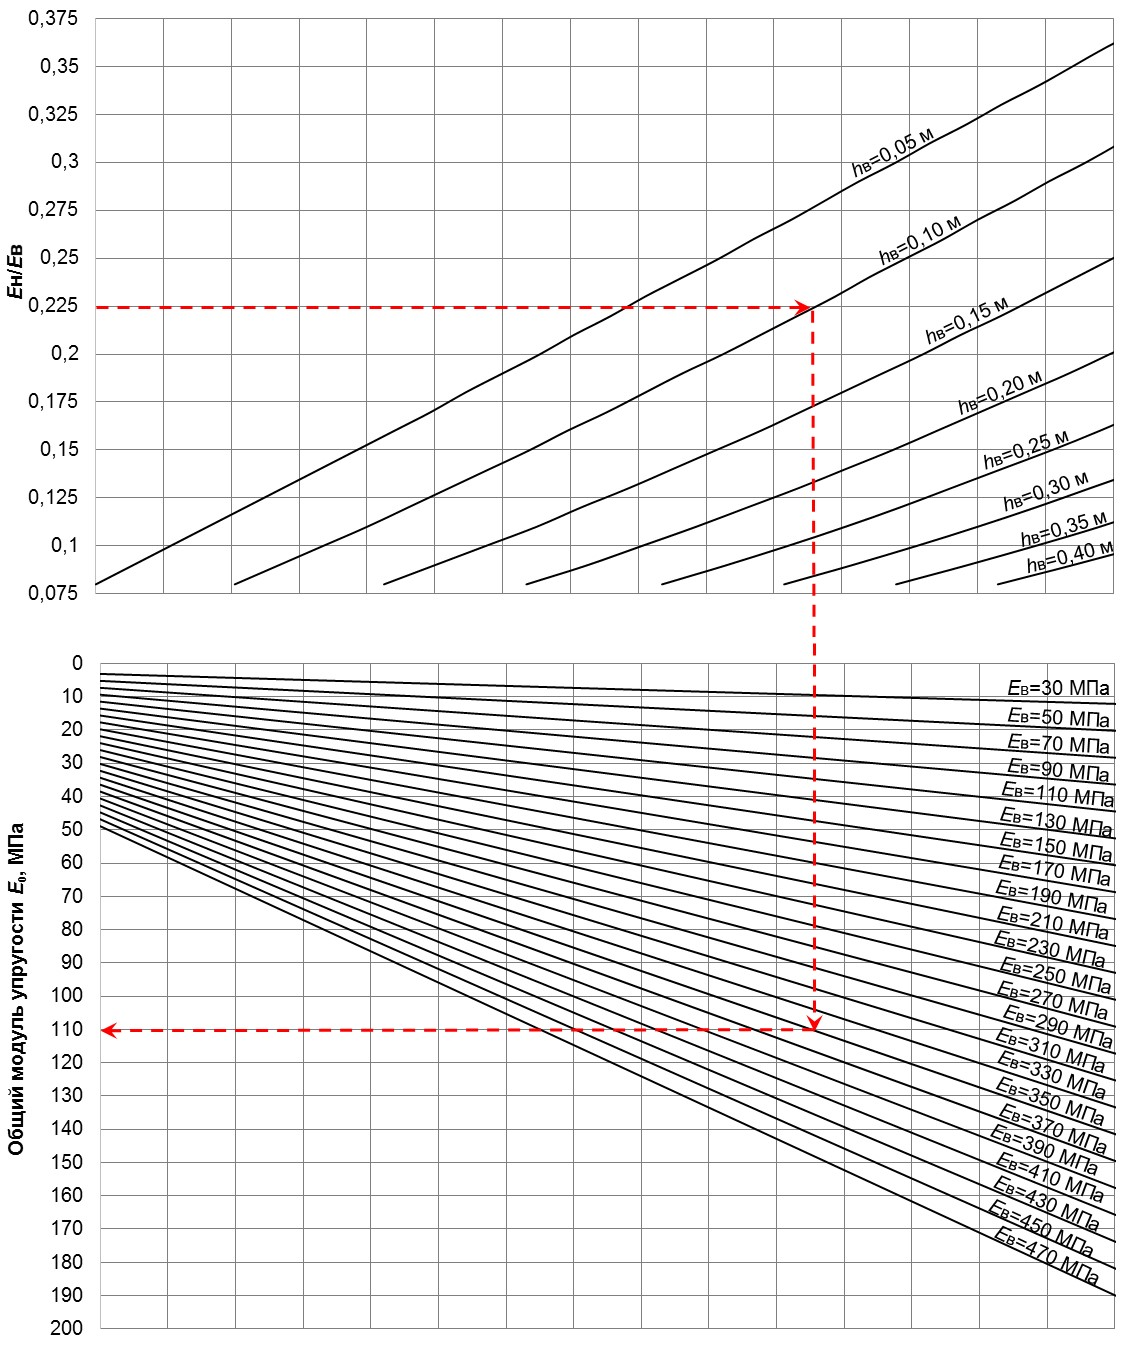 0,375
0,35
0,325
0,3
0,275
0,25
0,225
0,2
0,175
0,15
0,125
0,1
0,075
Eн/Eв
hв=0,05 м
hв=0,10 м
hв=0,15 м
hв=0,20 м
hв=0,25 м
hв=0,30 м
hв=0,35 м
hв=0,40 м
0
10
20
30
40
50
60
70
80
90
100
110
120
130
140
150
160
170
180
190
200
Общий модуль упругости E₀, МПа
Eв=30 МПа
Eв=50 МПа
Eв=70 МПа
Eв=90 МПа
Eв=110 МПа
Eв=130 МПа
Eв=150 МПа
Eв=170 МПа
Eв=190 МПа
Eв=210 МПа
Eв=230 МПа
Eв=250 МПа
Eв=270 МПа
Eв=290 МПа
Eв=310 МПа
Eв=330 МПа
Eв=350 МПа
Eв=370 МПа
Eв=390 МПа
Eв=410 МПа
Eв=430 МПа
Eв=450 МПа
Eв=470 МПа